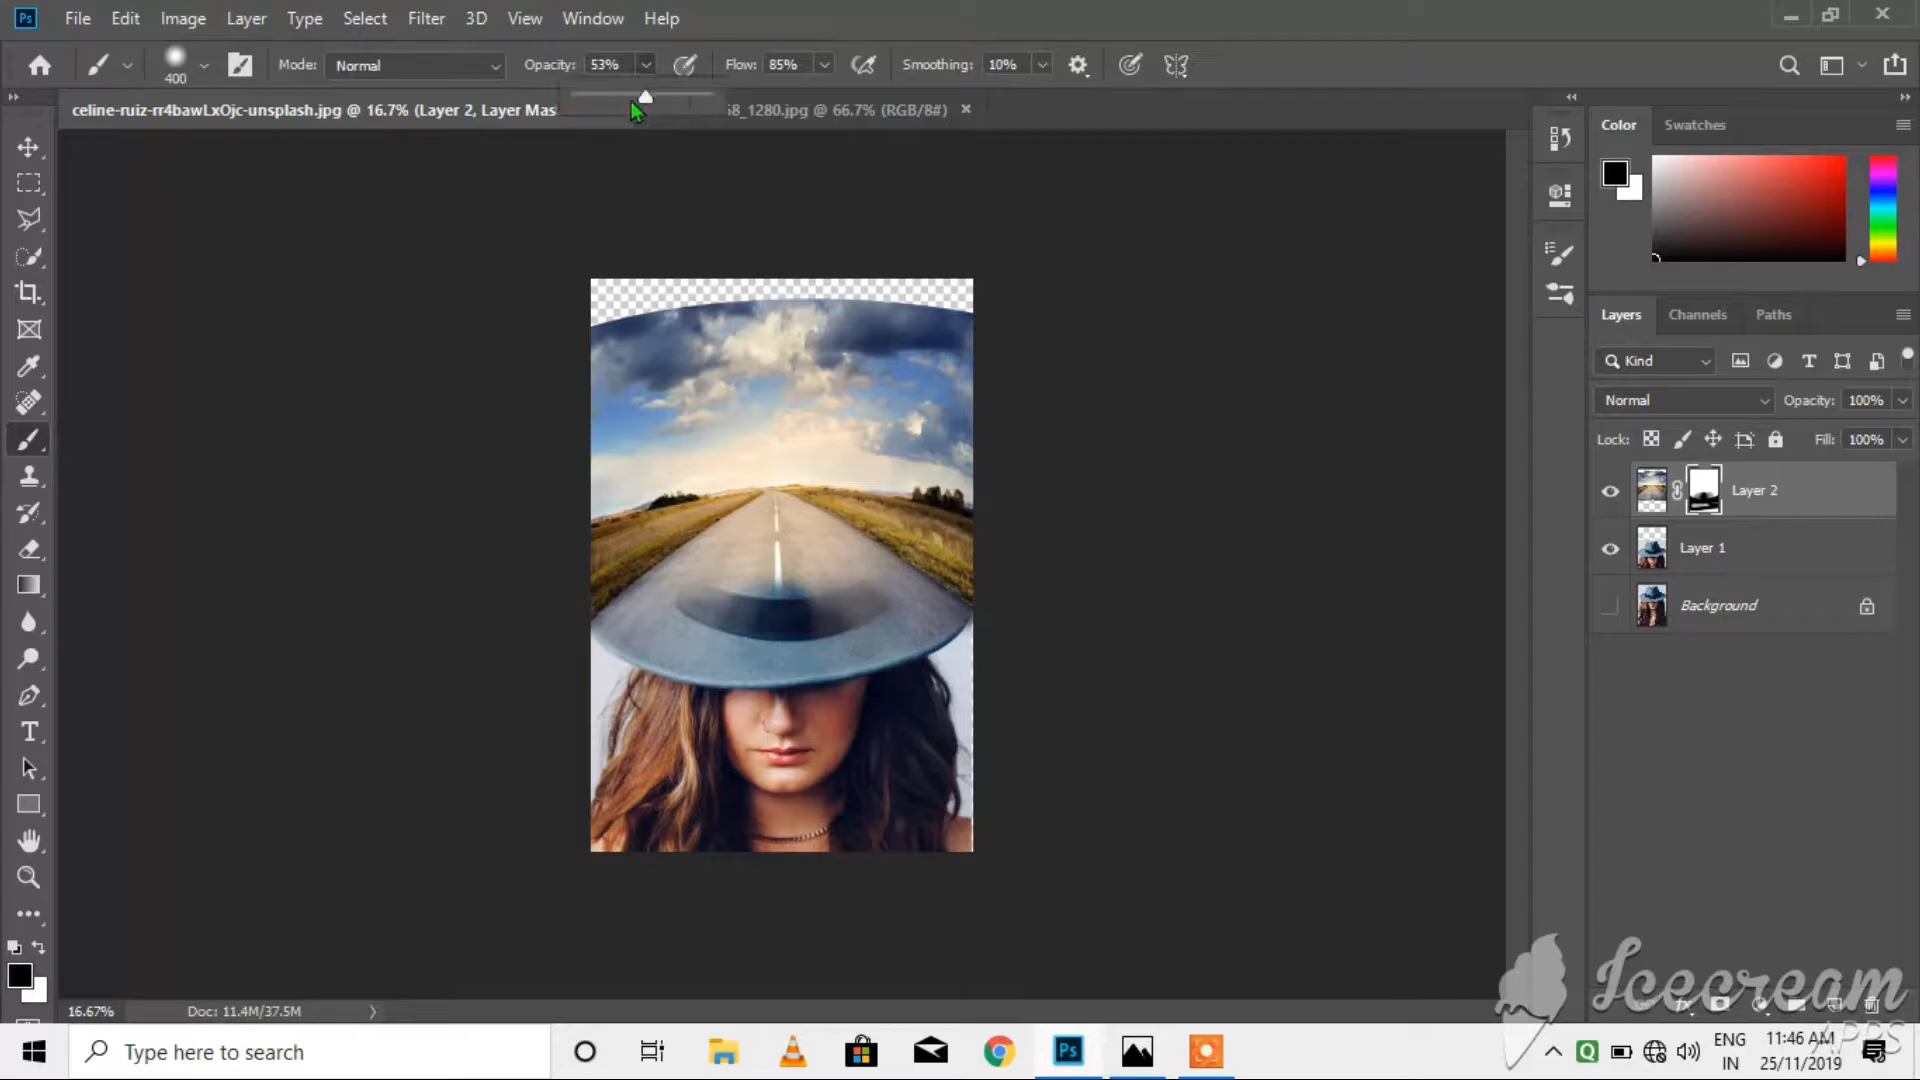 Ps File Edit Image Layer Type Select Filter 3D View Window Help
400 Mode: Normal Opacity: 53% Flow: 85% Smoothing: 10%
celine-ruiz-rr4bawLxOjc-unsplash.jpg @ 16.7% (Layer 2, Layer Mas 58_1280.jpg @ 66.7% (RGB/8#)
Color Swatches
Layers Channels Paths
Kind
Normal Opacity: 100%
Lock: Fill: 100%
Layer 2
Layer 1
Background
16.67% Doc: 11.4M/37.5M
Icecream
APPS
Type here to search
Ps
ENG
IN
11:46 AM
25/11/2019